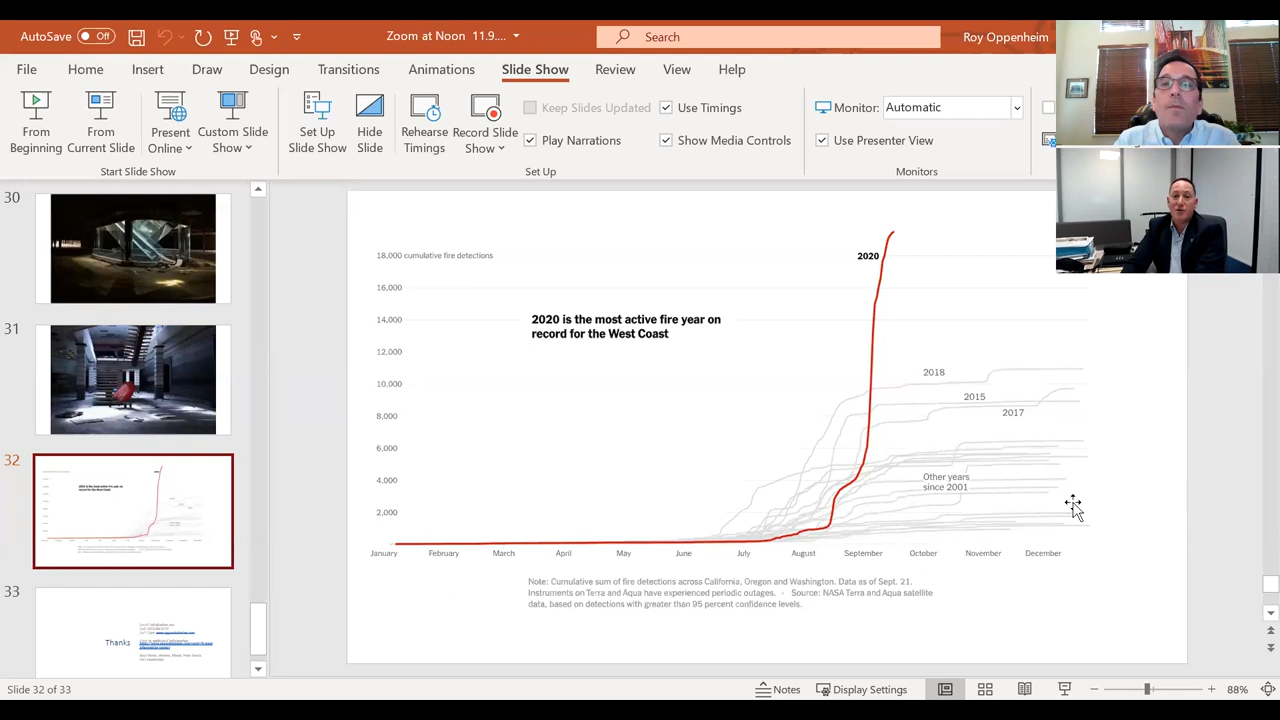 AutoSave Off
Zoom at Noon 11.9....
Search
Roy Oppenheim
File Home Insert Draw Design Transitions Animations Slide Show Review View Help
From Beginning
From Current Slide
Present Online
Custom Slide Show
Set Up Slide Show
Hide Slide
Rehearse Timings
Record Slide Show
Keep Slides Updated
Use Timings
Play Narrations
Show Media Controls
Monitor: Automatic
Use Presenter View
Start Slide Show
Set Up
Monitors
30
31
32
33
Thanks
18,000 cumulative fire detections
16,000
14,000
12,000
10,000
8,000
6,000
4,000
2,000
2020
2020 is the most active fire year on
record for the West Coast
2018
2015
2017
Other years
since 2001
January February March April May June July August September October November December
Note: Cumulative sum of fire detections across California, Oregon and Washington. Data as of Sept. 21.
Instruments on Terra and Aqua have experienced periodic outages. · Source: NASA Terra and Aqua satellite
data, based on detections with greater than 95 percent confidence levels.
Slide 32 of 33
Notes
Display Settings
88%